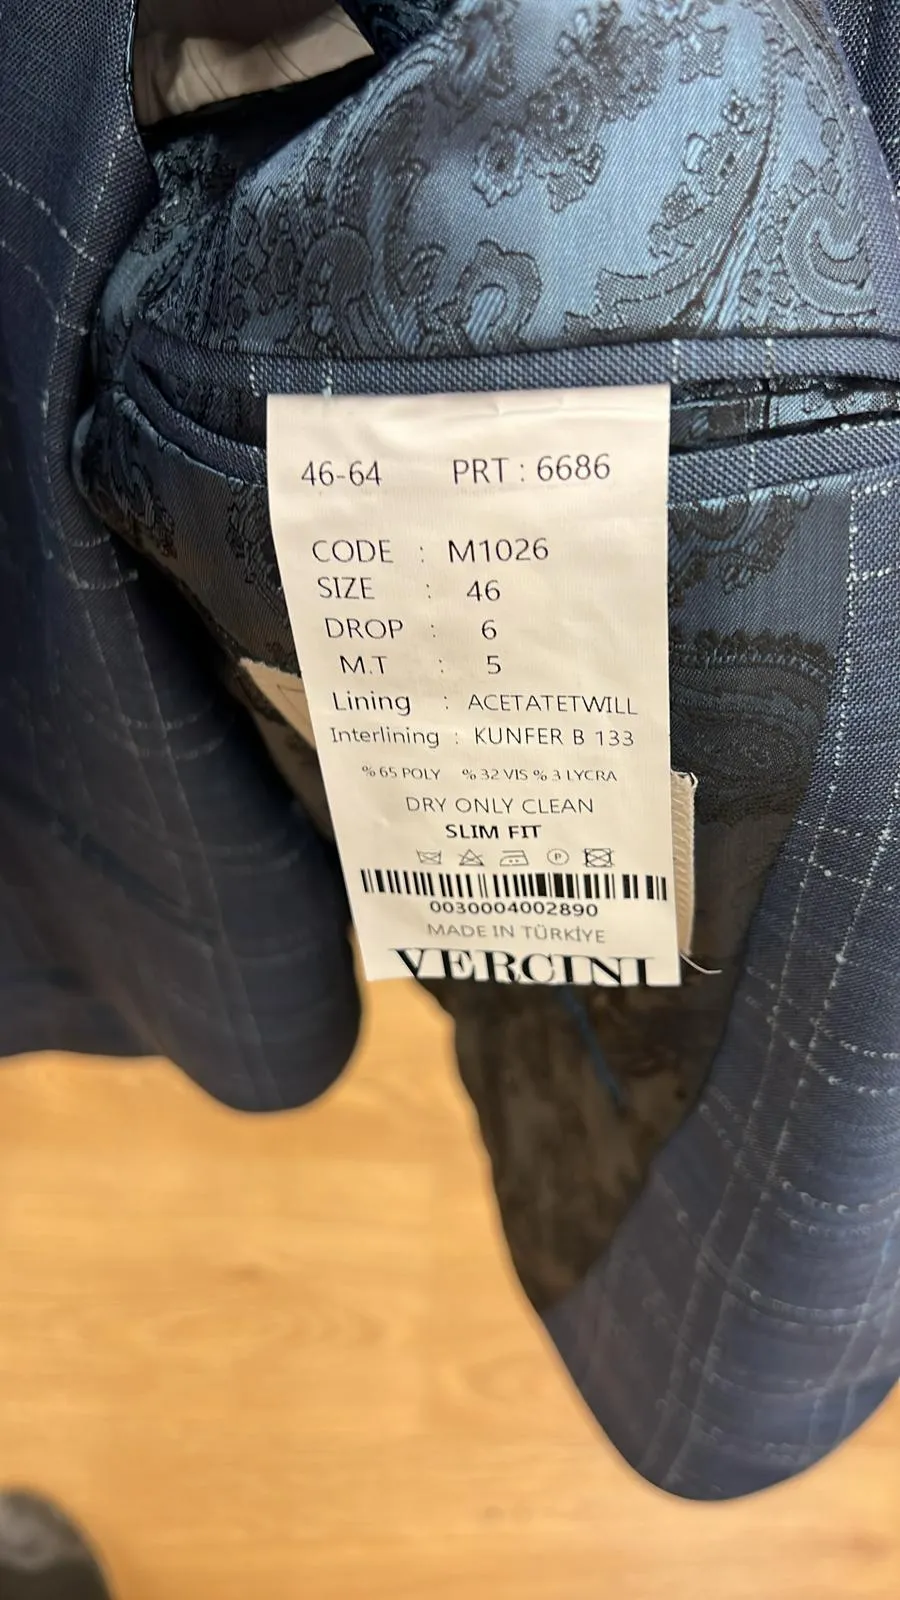 46-64 PRT : 6686
CODE : M1026
SIZE : 46
DROP : 6
M.T : 5
Lining : ACETATETWILL
Interlining : KUNFER B 133
%65 POLY %32 VIS %3 LYCRA
DRY ONLY CLEAN
SLIM FIT
P
0030004002890
MADE IN TÜRKİYE
VERCINI